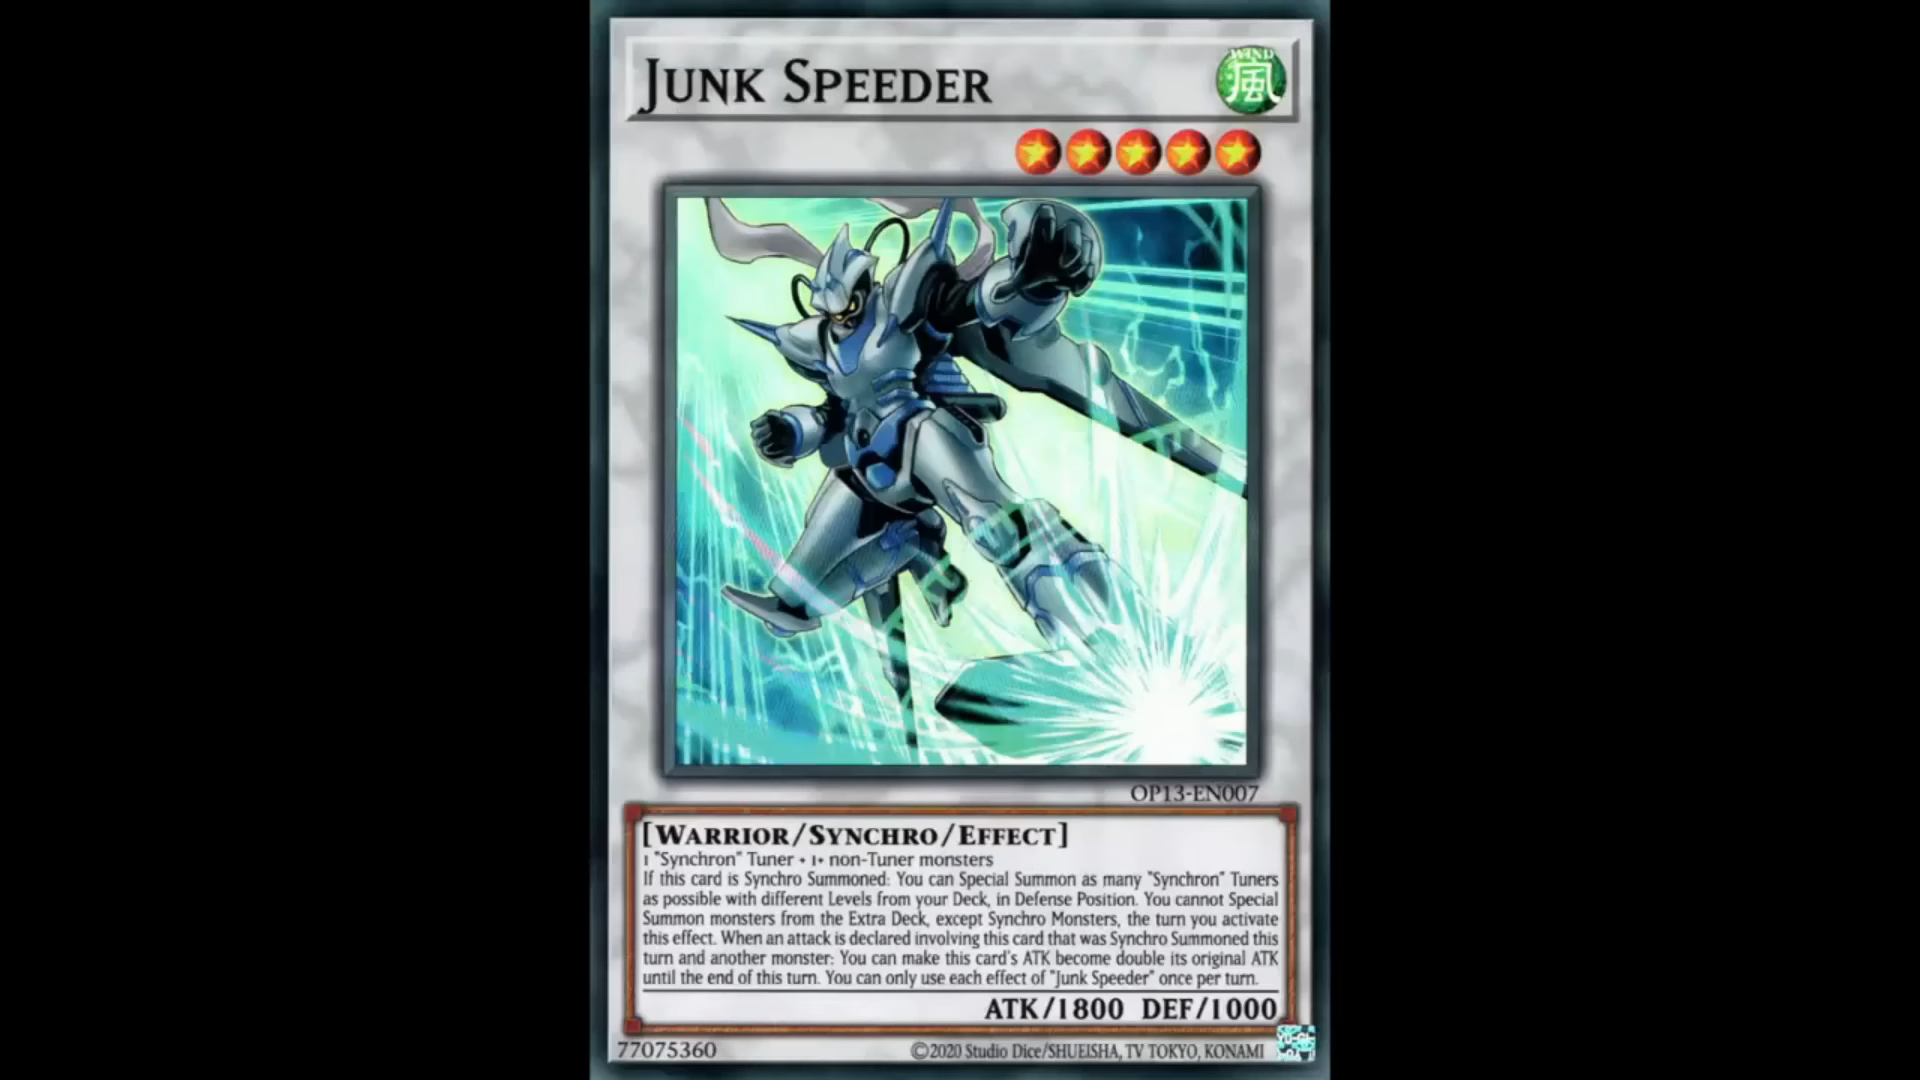 JUNK SPEEDER
WIND
風
OP13-EN007
[WARRIOR/SYNCHRO/EFFECT]
1 "Synchron" Tuner + 1+ non-Tuner monsters
If this card is Synchro Summoned: You can Special Summon as many "Synchron" Tuners
as possible with different Levels from your Deck, in Defense Position. You cannot Special
Summon monsters from the Extra Deck, except Synchro Monsters, the turn you activate
this effect. When an attack is declared involving this card that was Synchro Summoned this
turn and another monster: You can make this card's ATK become double its original ATK
until the end of this turn. You can only use each effect of "Junk Speeder" once per turn.
ATK/1800 DEF/1000
77075360
©2020 Studio Dice/SHUEISHA, TV TOKYO, KONAMI